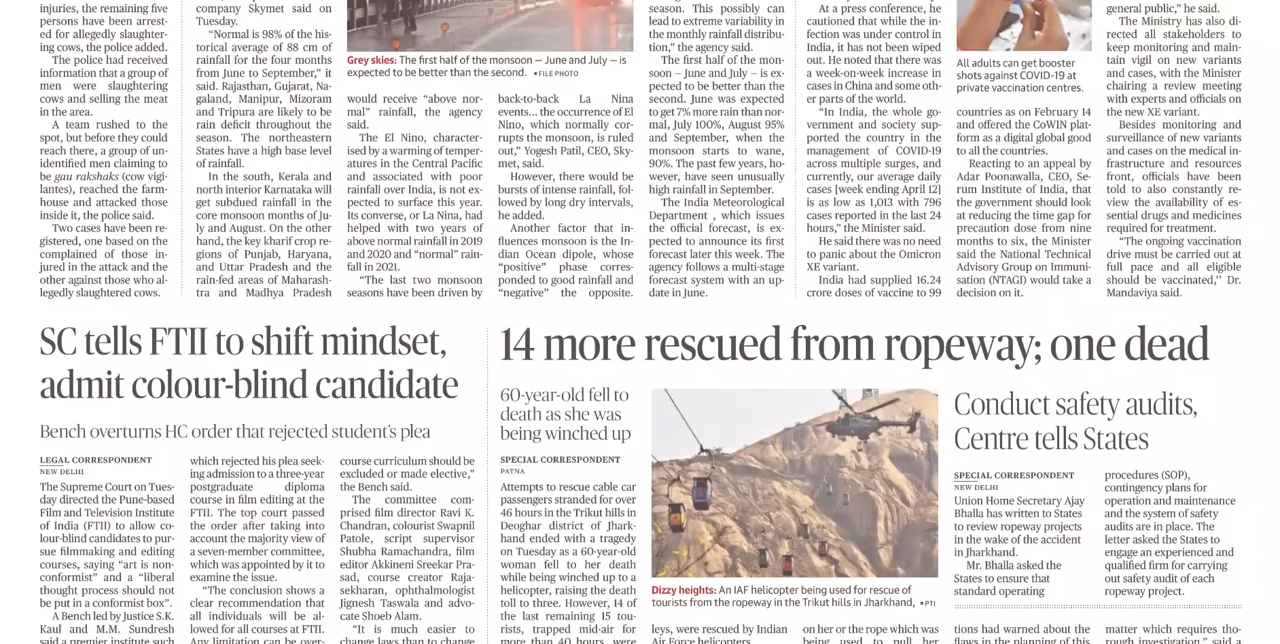 injuries, the remaining five
persons have been arrest-
ed for allegedly slaughter-
ing cows, the police added.
The police had received
information that a group of
men were slaughtering
cows and selling the meat
in the area.
A team rushed to the
spot, but before they could
reach there, a group of un-
identified men claiming to
be gau rakshaks (cow vigi-
lantes), reached the farm-
house and attacked those
inside it, the police said.
Two cases have been re-
gistered, one based on the
complained of those in-
jured in the attack and the
other against those who al-
legedly slaughtered cows.
company Skymet said on
Tuesday.
"Normal is 98% of the his-
torical average of 88 cm of
rainfall for the four months
from June to September," it
said. Rajasthan, Gujarat, Na-
galand, Manipur, Mizoram
and Tripura are likely to be
rain deficit throughout the
season. The northeastern
States have a high base level
of rainfall.
In the south, Kerala and
north interior Karnataka will
get subdued rainfall in the
core monsoon months of Ju-
ly and August. On the other
hand, the key kharif crop re-
gions of Punjab, Haryana,
and Uttar Pradesh and the
rain-fed areas of Maharash-
tra and Madhya Pradesh
Grey skies: The first half of the monsoon — June and July — is
expected to be better than the second. ▪ FILE PHOTO
would receive "above nor-
mal" rainfall, the agency
said.
The El Nino, character-
ised by a warming of temper-
atures in the Central Pacific
and associated with poor
rainfall over India, is not ex-
pected to surface this year.
Its converse, or La Nina, had
helped with two years of
above normal rainfall in 2019
and 2020 and "normal" rain-
fall in 2021.
"The last two monsoon
seasons have been driven by
back-to-back La Nina
events... the occurrence of El
Nino, which normally cor-
rupts the monsoon, is ruled
out," Yogesh Patil, CEO, Sky-
met, said.
However, there would be
bursts of intense rainfall, fol-
lowed by long dry intervals,
he added.
Another factor that in-
fluences monsoon is the In-
dian Ocean dipole, whose
"positive" phase corres-
ponded to good rainfall and
"negative" the opposite.
season. This possibly can
lead to extreme variability in
the monthly rainfall distribu-
tion," the agency said.
The first half of the mon-
soon – June and July – is ex-
pected to be better than the
second. June was expected
to get 7% more rain than nor-
mal, July 100%, August 95%
and September, when the
monsoon starts to wane,
90%. The past few years, ho-
wever, have seen unusually
high rainfall in September.
The India Meteorological
Department , which issues
the official forecast, is ex-
pected to announce its first
forecast later this week. The
agency follows a multi-stage
forecast system with an up-
date in June.
At a press conference, he
cautioned that while the in-
fection was under control in
India, it has not been wiped
out. He noted that there was
a week-on-week increase in
cases in China and some oth-
er parts of the world.
"In India, the whole go-
vernment and society sup-
ported the country in the
management of COVID-19
across multiple surges, and
currently, our average daily
cases [week ending April 12]
is as low as 1,013 with 796
cases reported in the last 24
hours," the Minister said.
He said there was no need
to panic about the Omicron
XE variant.
India had supplied 16.24
crore doses of vaccine to 99
All adults can get booster
shots against COVID-19 at
private vaccination centres.
countries as on February 14
and offered the CoWIN plat-
form as a digital global good
to all the countries.
Reacting to an appeal by
Adar Poonawalla, CEO, Se-
rum Institute of India, that
the government should look
at reducing the time gap for
precaution dose from nine
months to six, the Minister
said the National Technical
Advisory Group on Immuni-
sation (NTAGI) would take a
decision on it.
general public," he said.
The Ministry has also di-
rected all stakeholders to
keep monitoring and main-
tain vigil on new variants
and cases, with the Minister
chairing a review meeting
with experts and officials on
the new XE variant.
Besides monitoring and
surveillance of new variants
and cases on the medical in-
frastructure and resources
front, officials have been
told to also constantly re-
view the availability of es-
sential drugs and medicines
required for treatment.
"The ongoing vaccination
drive must be carried out at
full pace and all eligible
should be vaccinated," Dr.
Mandaviya said.
SC tells FTII to shift mindset,
admit colour-blind candidate
Bench overturns HC order that rejected student's plea
LEGAL CORRESPONDENT
NEW DELHI
The Supreme Court on Tues-
day directed the Pune-based
Film and Television Institute
of India (FTII) to allow co-
lour-blind candidates to pur-
sue filmmaking and editing
courses, saying "art is non-
conformist" and a "liberal
thought process should not
be put in a conformist box".
A Bench led by Justice S.K.
Kaul and M.M. Sundresh
said a premier institute such
which rejected his plea seek-
ing admission to a three-year
postgraduate diploma
course in film editing at the
FTII. The top court passed
the order after taking into
account the majority view of
a seven-member committee,
which was appointed by it to
examine the issue.
"The conclusion shows a
clear recommendation that
all individuals will be al-
lowed for all courses at FTII.
Any limitation can be over-
course curriculum should be
excluded or made elective,"
the Bench said.
The committee com-
prised film director Ravi K.
Chandran, colourist Swapnil
Patole, script supervisor
Shubha Ramachandra, film
editor Akkineni Sreekar Pra-
sad, course creator Raja-
sekharan, ophthalmologist
Jignesh Taswala and advo-
cate Shoeb Alam.
"It is much easier to
change laws than to change
14 more rescued from ropeway; one dead
60-year-old fell to
death as she was
being winched up
SPECIAL CORRESPONDENT
PATNA
Attempts to rescue cable car
passengers stranded for over
46 hours in the Trikut hills in
Deoghar district of Jhark-
hand ended with a tragedy
on Tuesday as a 60-year-old
woman fell to her death
while being winched up to a
helicopter, raising the death
toll to three. However, 14 of
the last remaining 15 tou-
rists, trapped mid-air for
more than 40 hours, were
Dizzy heights: An IAF helicopter being used for rescue of
tourists from the ropeway in the Trikut hills in Jharkhand, ▪ PTI
leys, were rescued by Indian
Air Force helicopters.
on her or the rope which was
being used to pull her
Conduct safety audits,
Centre tells States
SPECIAL CORRESPONDENT
NEW DELHI
Union Home Secretary Ajay
Bhalla has written to States
to review ropeway projects
in the wake of the accident
in Jharkhand.
Mr. Bhalla asked the
States to ensure that
standard operating
procedures (SOP),
contingency plans for
operation and maintenance
and the system of safety
audits are in place. The
letter asked the States to
engage an experienced and
qualified firm for carrying
out safety audit of each
ropeway project.
tions had warned about the
flaws in the planning of this
matter which requires tho-
rough investigation," said a